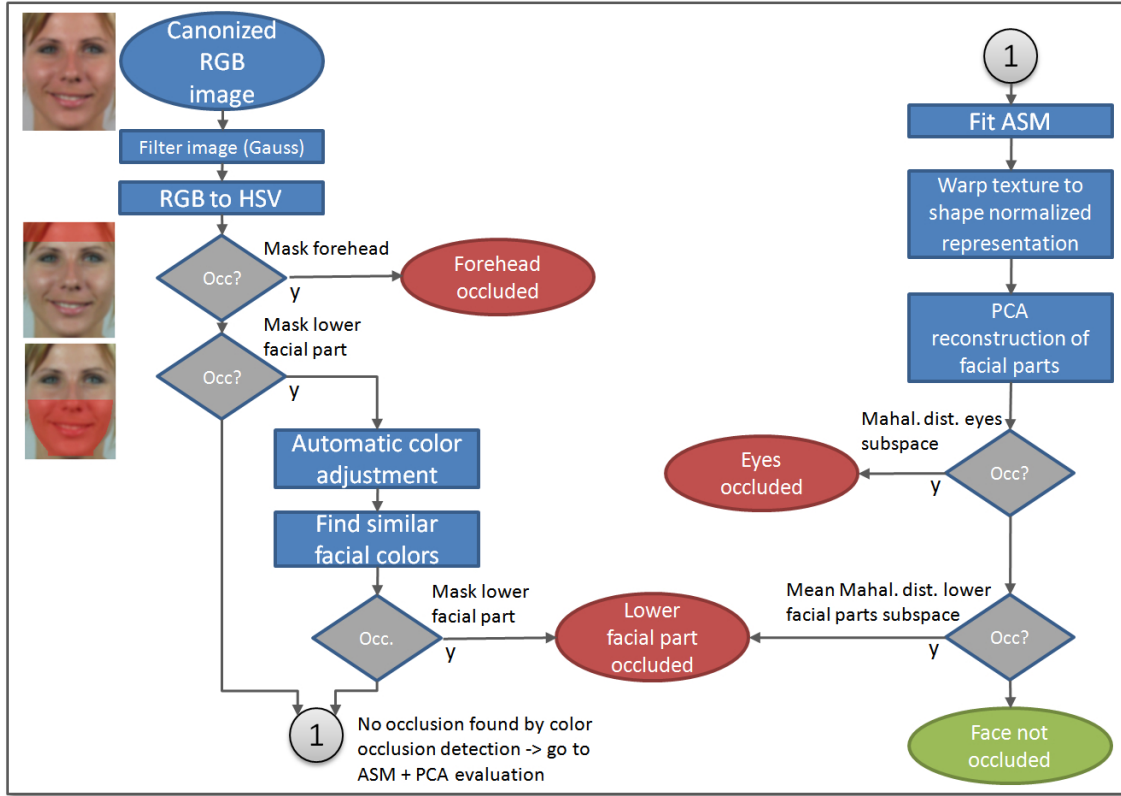 Canonized
RGB
image
Filter image (Gauss)
RGB to HSV
Occ?
Mask forehead
y
Forehead
occluded
Occ?
Mask lower
facial part
y
Automatic color
adjustment
Find similar
facial colors
Occ.
Mask lower
facial part
y
Lower
facial part
occluded
1
No occlusion found by color
occlusion detection -> go to
ASM + PCA evaluation
1
Fit ASM
Warp texture to
shape normalized
representation
PCA
reconstruction of
facial parts
Mahal. dist. eyes
subspace
Occ?
y
Eyes
occluded
Mean Mahal. dist. lower
facial parts subspace
Occ?
y
Face not
occluded